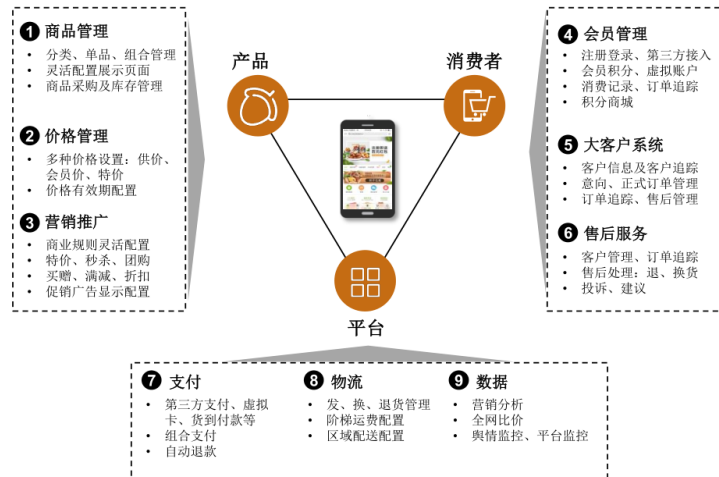 1 商品管理
• 分类、单品、组合管理
• 灵活配置展示页面
• 商品采购及库存管理
2 价格管理
• 多种价格设置：供价、
会员价、特价
• 价格有效期配置
3 营销推广
• 商业规则灵活配置
• 特价、秒杀、团购
• 买赠、满减、折扣
• 促销广告显示配置
产品
消费者
平台
4 会员管理
• 注册登录、第三方接入
• 会员积分、虚拟账户
• 消费记录、订单追踪
• 积分商城
5 大客户系统
• 客户信息及客户追踪
• 意向、正式订单管理
• 订单追踪、售后管理
6 售后服务
• 客户管理、订单追踪
• 售后处理：退、换货
• 投诉、建议
7 支付
• 第三方支付、虚拟
卡、货到付款等
• 组合支付
• 自动退款
8 物流
• 发、换、退货管理
• 阶梯运费配置
• 区域配送配置
9 数据
• 营销分析
• 全网比价
• 舆情监控、平台监控